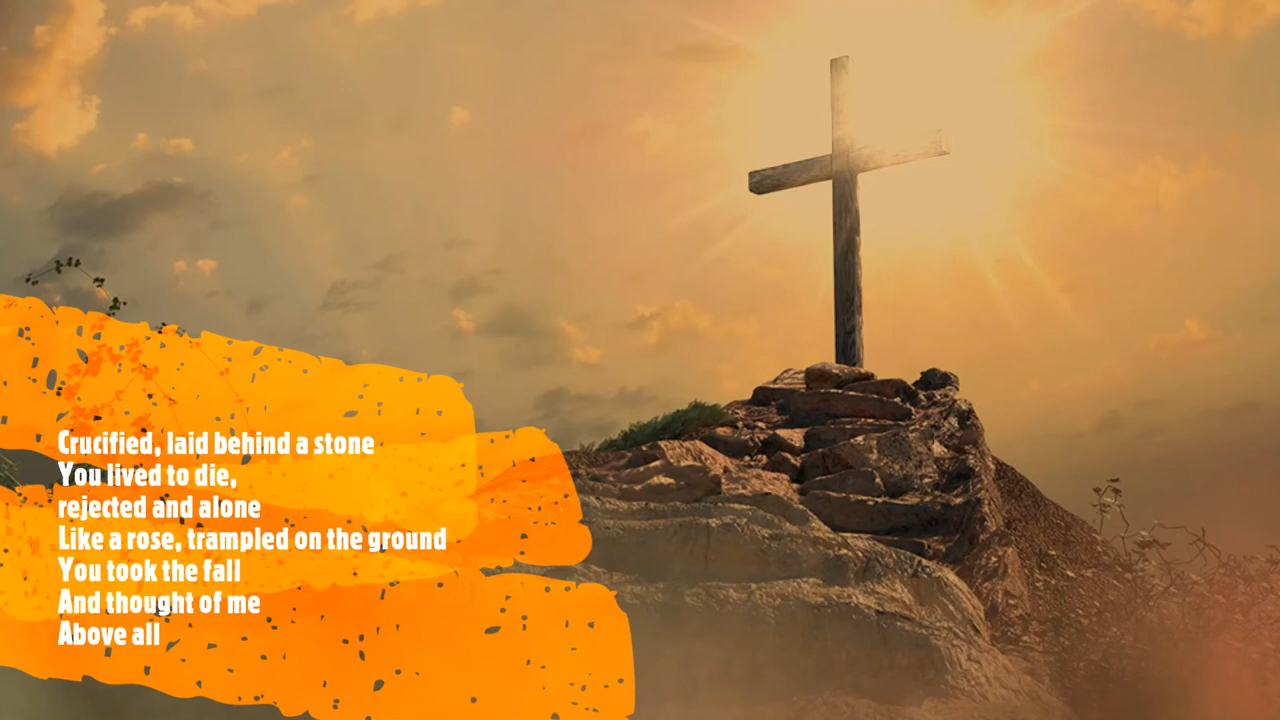 Crucified, laid behind a stone
You lived to die,
rejected and alone
Like a rose, trampled on the ground
You took the fall
And thought of me
Above all